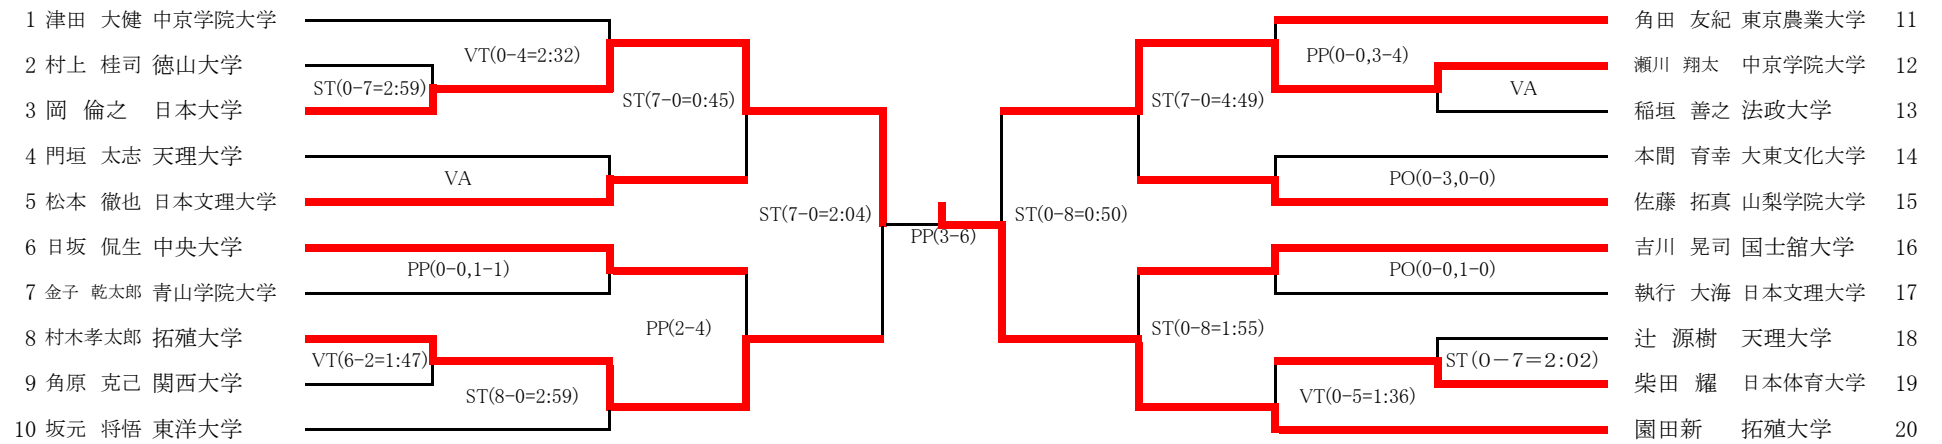 1 津田 大健 中京学院大学
2 村上 桂司 徳山大学
3 岡 倫之 日本大学
4 門垣 太志 天理大学
5 松本 徹也 日本文理大学
6 日坂 侃生 中央大学
7 金子 乾太郎 青山学院大学
8 村木孝太郎 拓殖大学
9 角原 克己 関西大学
10 坂元 将悟 東洋大学
VT(0-4=2:32)
ST(0-7=2:59)
ST(7-0=0:45)
VA
ST(7-0=2:04)
PP(0-0,1-1)
PP(2-4)
VT(6-2=1:47)
ST(8-0=2:59)
PP(3-6)
PP(0-0,3-4)
VA
ST(7-0=4:49)
PO(0-3,0-0)
ST(0-8=0:50)
PO(0-0,1-0)
ST(0-8=1:55)
ST(0－7＝2:02)
VT(0-5=1:36)
角田 友紀 東京農業大学 11
瀬川 翔太 中京学院大学 12
稲垣 善之 法政大学 13
本間 育幸 大東文化大学 14
佐藤 拓真 山梨学院大学 15
吉川 晃司 国士舘大学 16
執行 大海 日本文理大学 17
辻 源樹 天理大学 18
柴田 耀 日本体育大学 19
園田新 拓殖大学 20